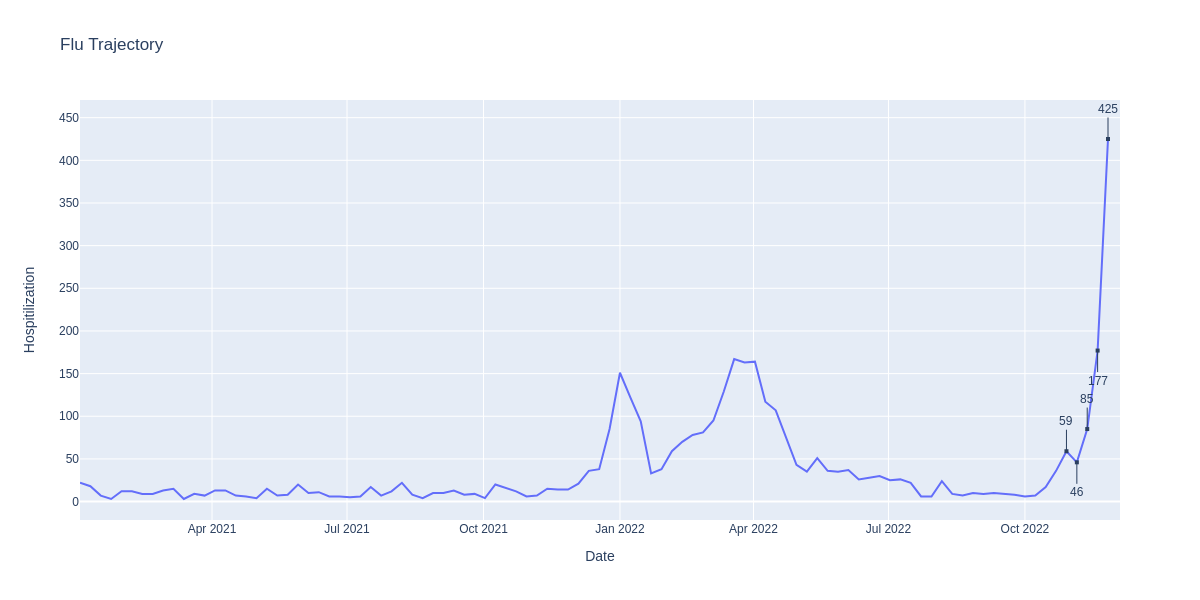 Flu Trajectory
425
450
400
350
300
250
200
150
177
100
85
59
50
46
0
Hospitilization
Apr 2021
Jul 2021
Oct 2021
Jan 2022
Apr 2022
Jul 2022
Oct 2022
Date